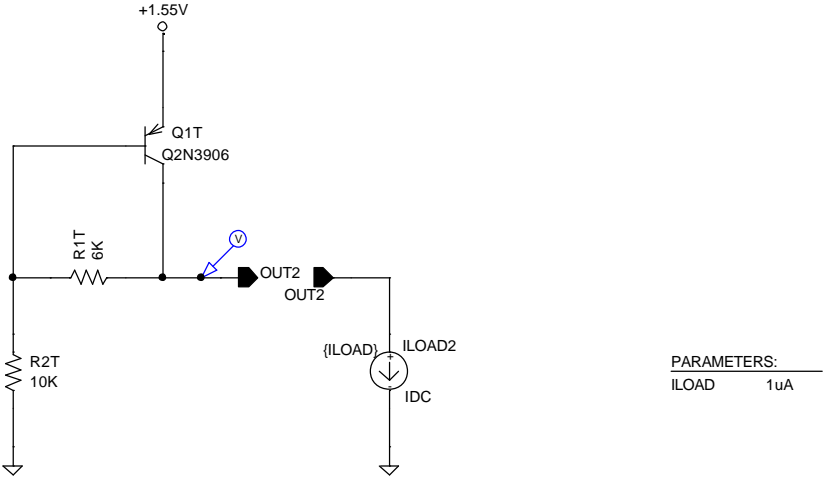 +1.55V
Q1T
Q2N3906
R1T
6K
V
OUT2
OUT2
{ILOAD}
ILOAD2
+
-
IDC
R2T
10K
PARAMETERS:
ILOAD 1uA